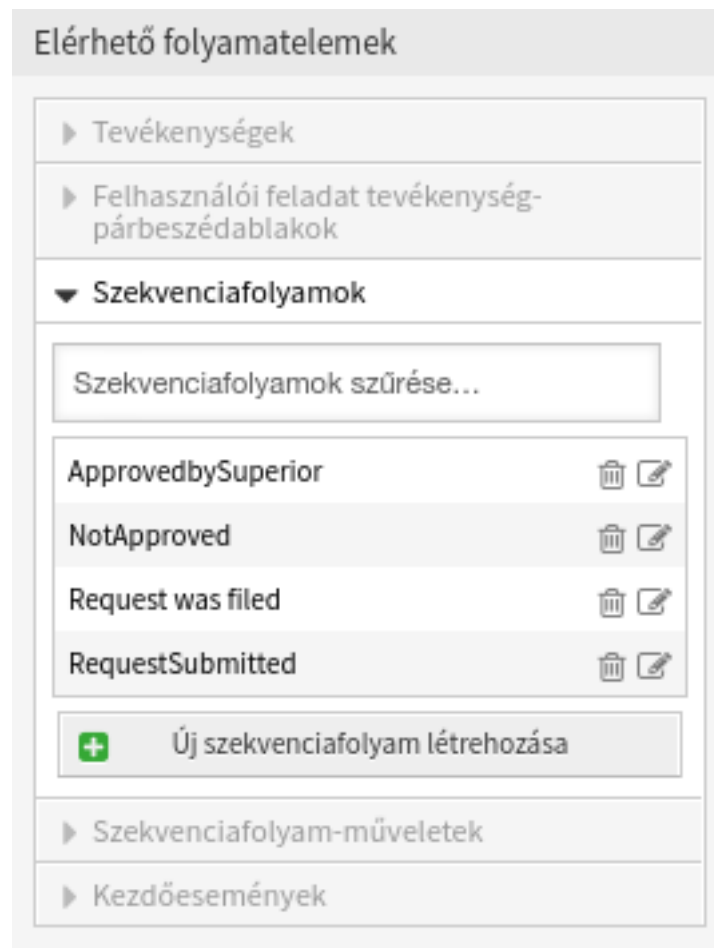 Elérhető folyamatelemek
Tevékenységek
Felhasználói feladat tevékenység-
párbeszédablakok
Szekvenciafolyamok
Szekvenciafolyamok szűrése…
ApprovedbySuperior
NotApproved
Request was filed
RequestSubmitted
Új szekvenciafolyam létrehozása
Szekvenciafolyam-műveletek
Kezdőesemények